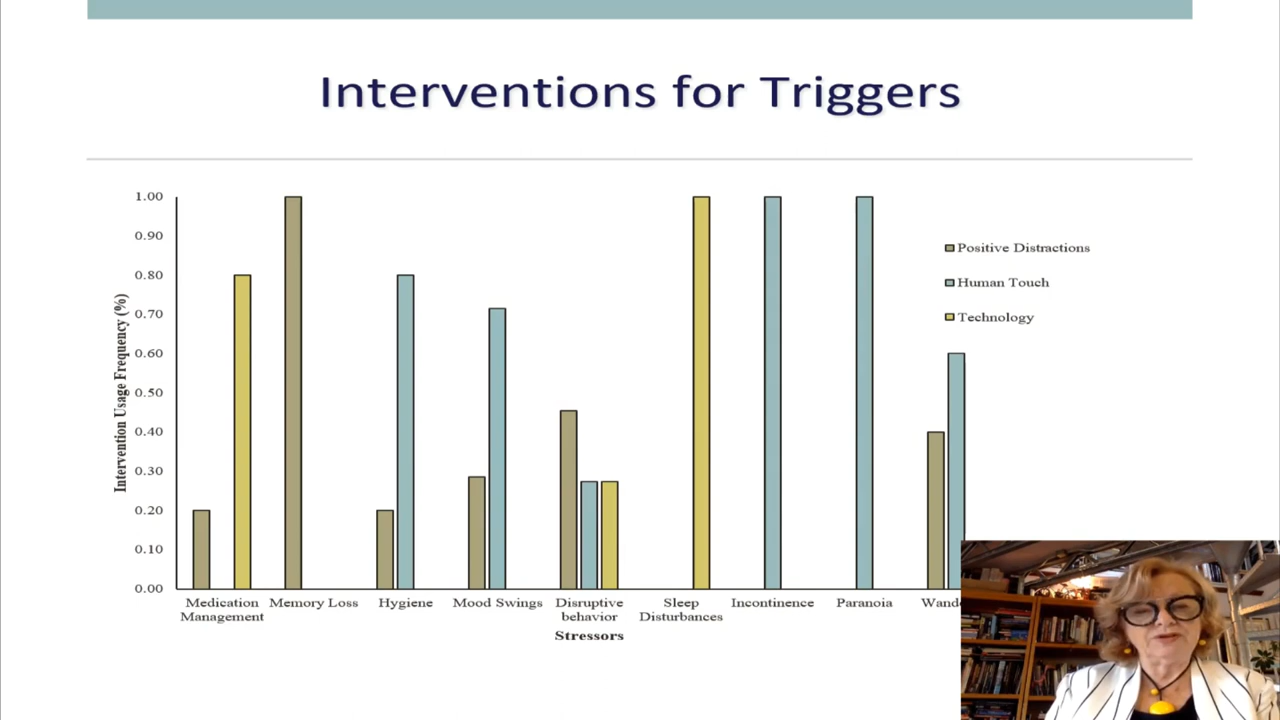 Interventions for Triggers
1.00
0.90
0.80
0.70
0.60
0.50
0.40
0.30
0.20
0.10
0.00
Intervention Usage Frequency (%)
Positive Distractions
Human Touch
Technology
Medication Management
Memory Loss
Hygiene
Mood Swings
Disruptive behavior
Sleep Disturbances
Incontinence
Paranoia
Stressors